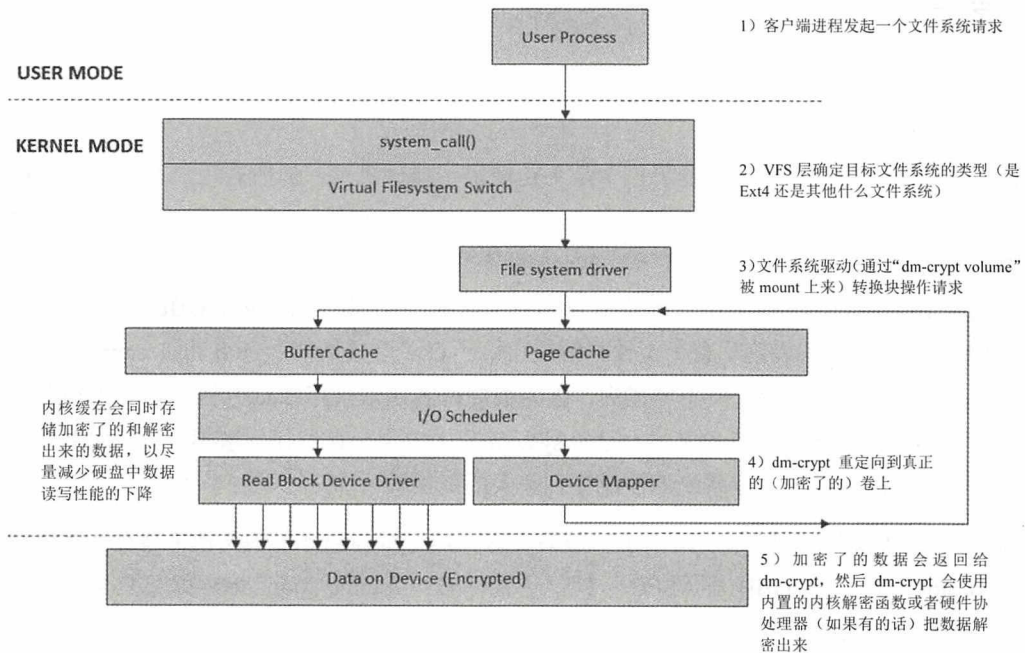 User Process
1）客户端进程发起一个文件系统请求
USER MODE
KERNEL MODE
system_call()
Virtual Filesystem Switch
2）VFS 层确定目标文件系统的类型（是
Ext4 还是其他什么文件系统）
File system driver
3）文件系统驱动（通过“dm-crypt volume”
被 mount 上来）转换块操作请求
Buffer Cache
Page Cache
内核缓存会同时存
储加密了的和解密
出来的数据，以尽
量减少硬盘中数据
读写性能的下降
I/O Scheduler
Real Block Device Driver
Device Mapper
4）dm-crypt 重定向到真正
的（加密了的）卷上
Data on Device (Encrypted)
5）加密了的数据会返回给
dm-crypt，然后 dm-crypt 会使用
内置的内核解密函数或者硬件协
处理器（如果有的话）把数据解
密出来